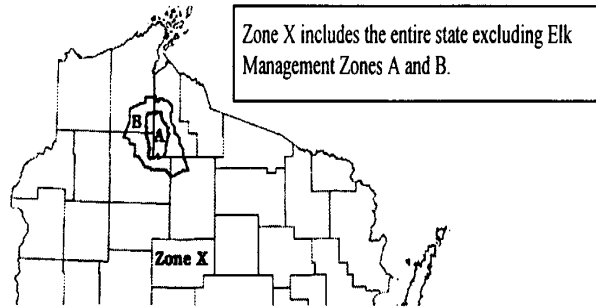 Zone X includes the entire state excluding Elk
Management Zones A and B.
B
A
Zone X